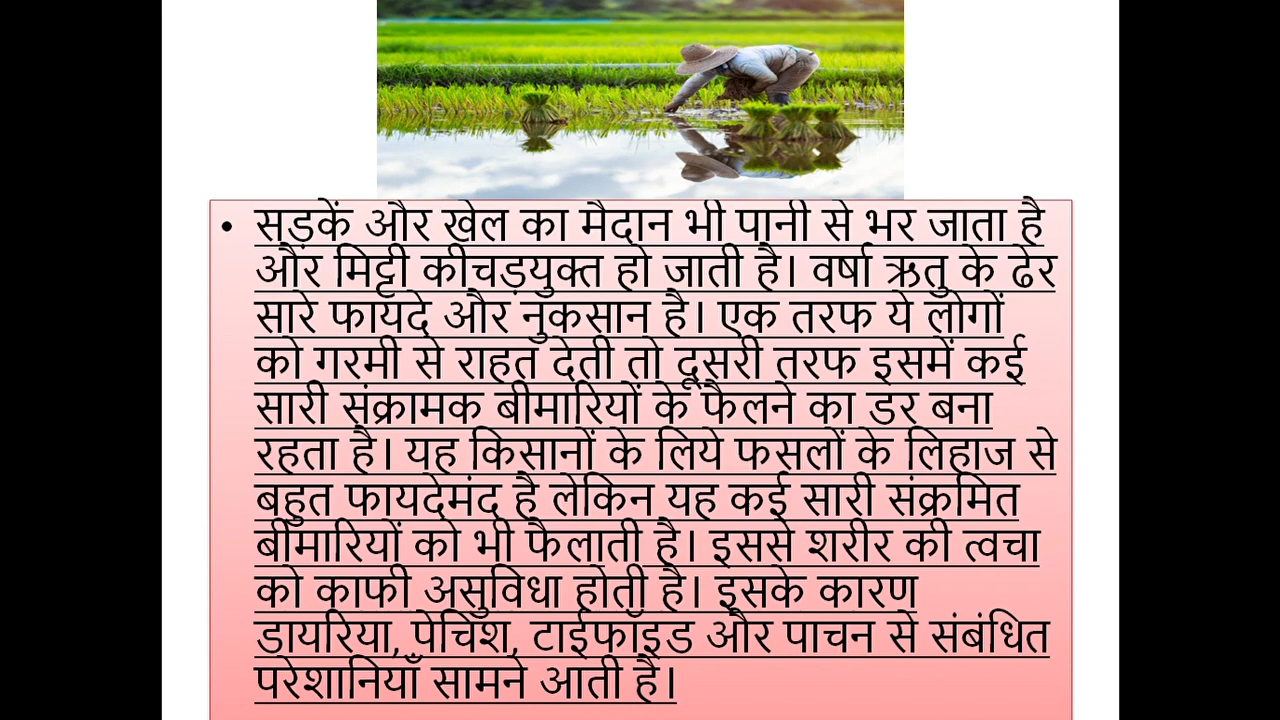 • सड़कें और खेल का मैदान भी पानी से भर जाता है
और मिट्टी कीचड़युक्त हो जाती है। वर्षा ऋतु के ढेर
सारे फायदे और नुकसान है। एक तरफ ये लोगों
को गरमी से राहत देती तो दूसरी तरफ इसमें कई
सारी संक्रामक बीमारियों के फैलने का डर बना
रहता है। यह किसानों के लिये फसलों के लिहाज से
बहुत फायदेमंद है लेकिन यह कई सारी संक्रमित
बीमारियों को भी फैलाती है। इससे शरीर की त्वचा
को काफी असुविधा होती है। इसके कारण
डायरिया, पेचिश, टाईफॉइड और पाचन से संबंधित
परेशानियाँ सामने आती है।